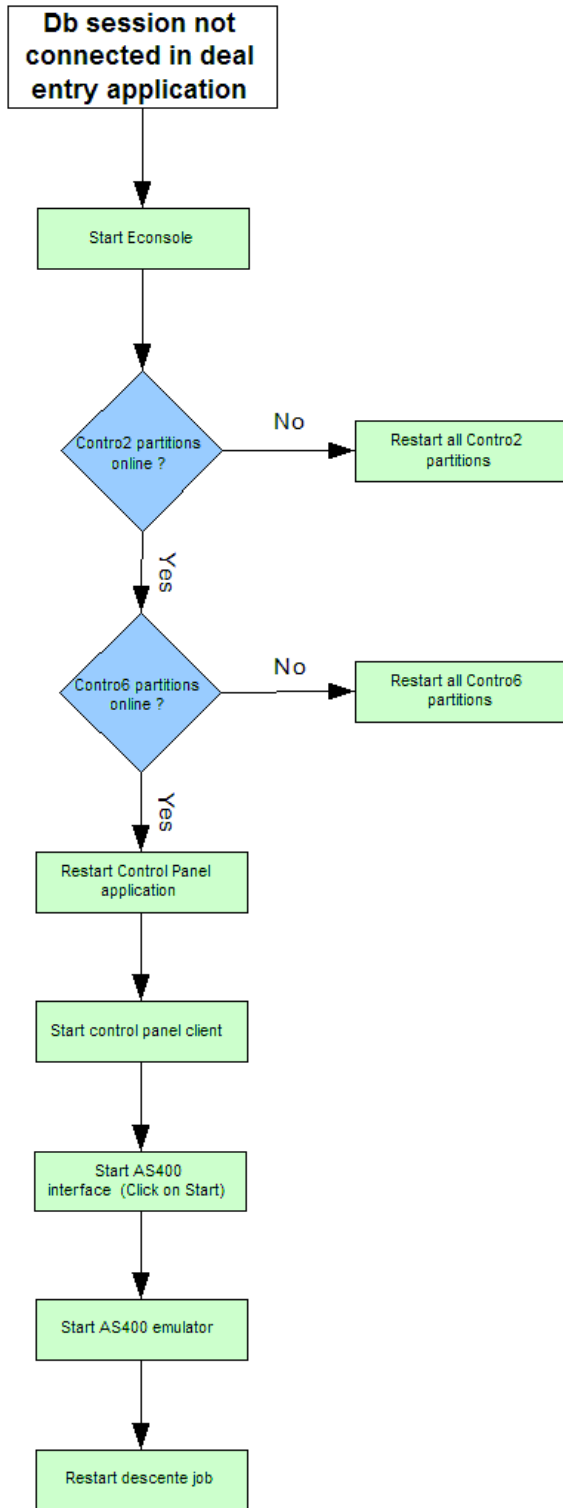 Db session not
connected in deal
entry application
Start Econsole
Contro2 partitions
online ?
No
Restart all Contro2
partitions
Yes
Contro6 partitions
online ?
No
Restart all Contro6
partitions
Yes
Restart Control Panel
application
Start control panel client
Start AS400
interface (Click on Start)
Start AS400 emulator
Restart descente job